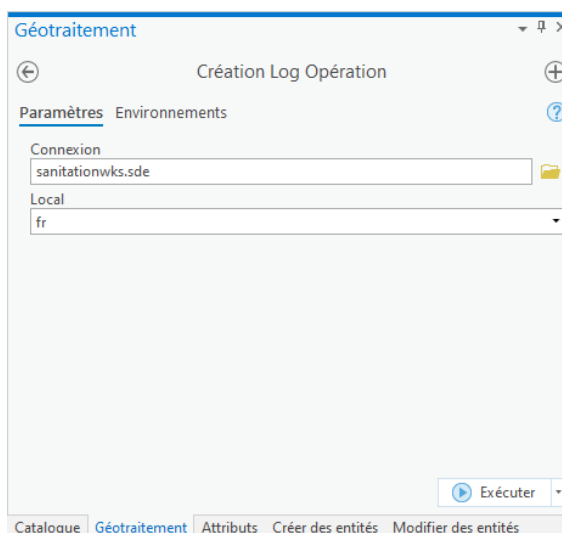 Géotraitement
Création Log Opération
Paramètres Environnements
Connexion
sanitationwks.sde
Local
fr
Exécuter
Catalogue Géotraitement Attributs Créer des entités Modifier des entités